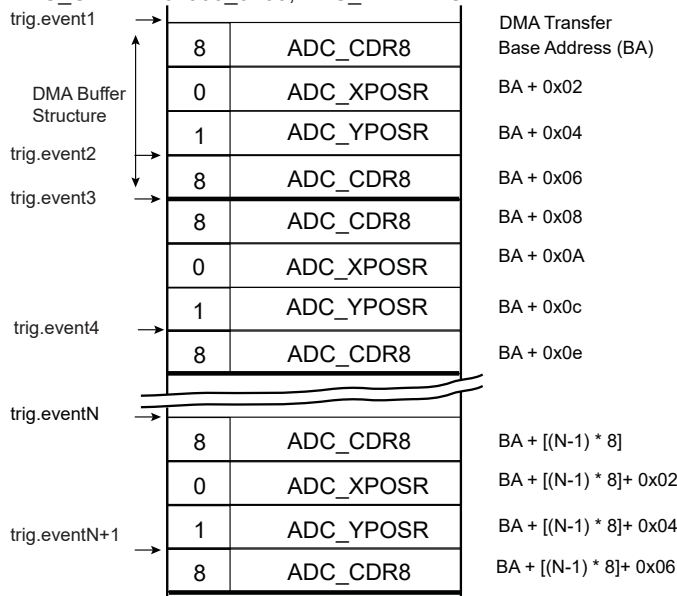 trig.event1
DMA Transfer
8 ADC_CDR8 Base Address (BA)
0 ADC_XPOSR BA + 0x02
DMA Buffer
Structure
1 ADC_YPOSR BA + 0x04
trig.event2
8 ADC_CDR8 BA + 0x06
trig.event3
8 ADC_CDR8 BA + 0x08
0 ADC_XPOSR BA + 0x0A
1 ADC_YPOSR BA + 0x0c
trig.event4
8 ADC_CDR8 BA + 0x0e
trig.eventN
8 ADC_CDR8 BA + [(N-1) * 8]
0 ADC_XPOSR BA + [(N-1) * 8]+ 0x02
1 ADC_YPOSR BA + [(N-1) * 8]+ 0x04
trig.eventN+1
8 ADC_CDR8 BA + [(N-1) * 8]+ 0x06